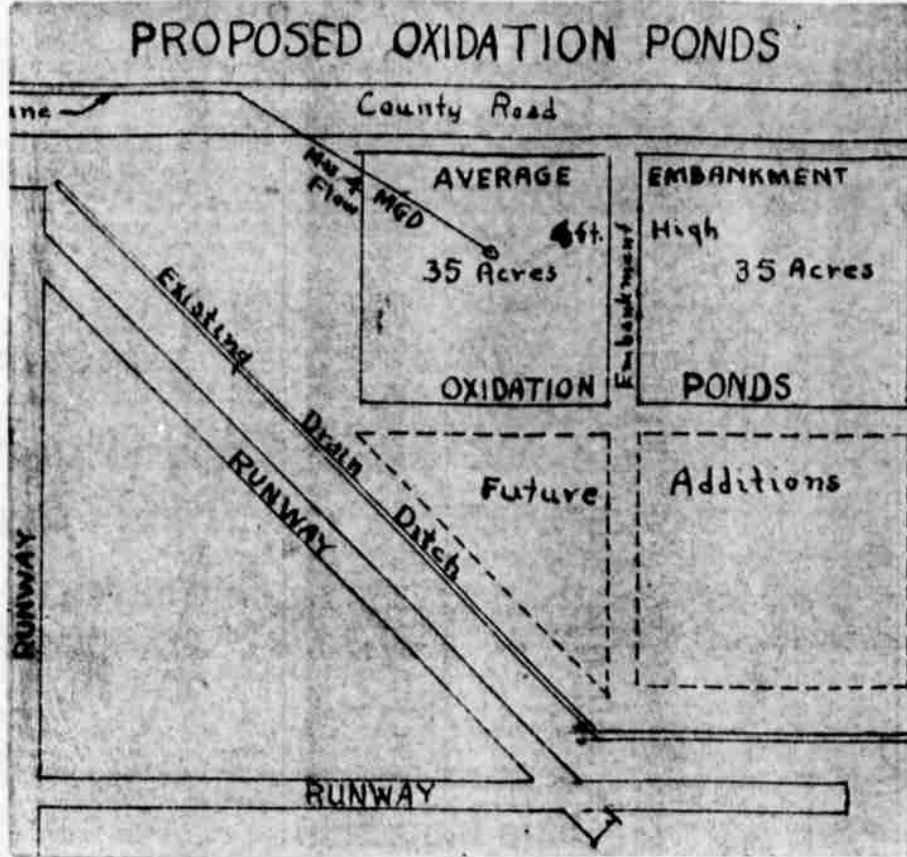 PROPOSED OXIDATION PONDS
County Road
Flow
MGD
AVERAGE EMBANKMENT
ft. High
35 Acres
35 Acres
Embankment
OXIDATION PONDS
Existing Drain Ditch
RUNWAY
Future Additions
RUNWAY
RUNWAY